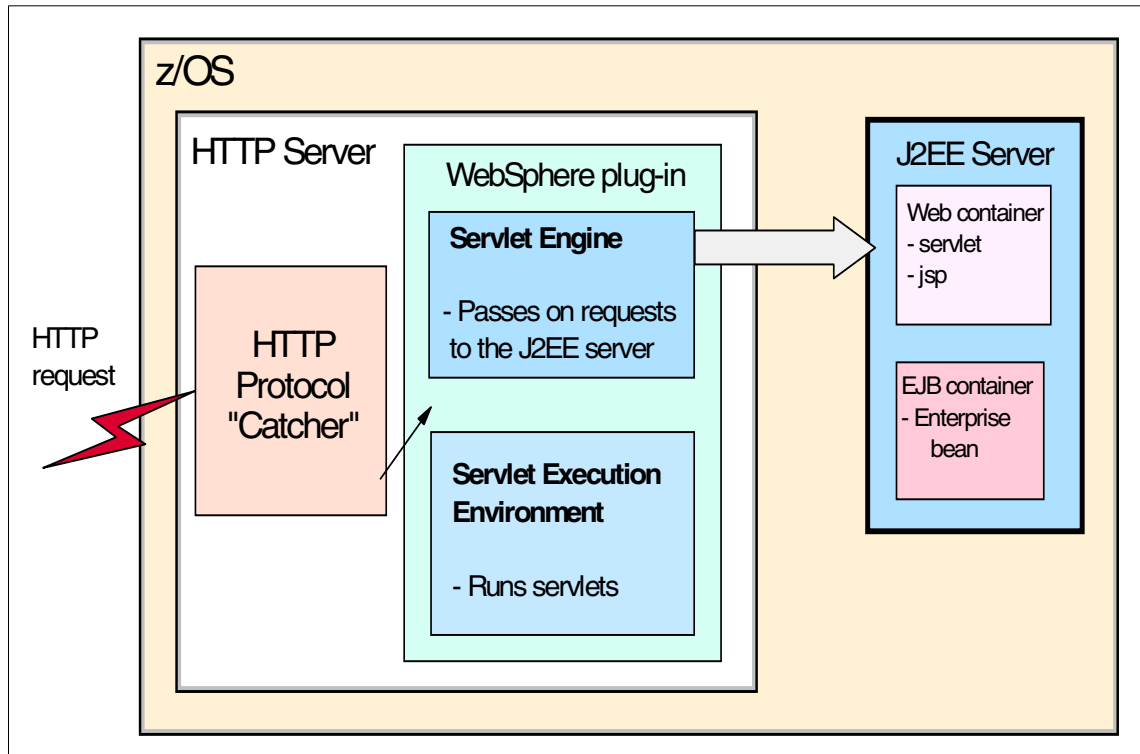 z/OS
HTTP Server
WebSphere plug-in
Servlet Engine
- Passes on requests
to the J2EE server
HTTP
request
HTTP
Protocol
"Catcher"
Servlet Execution
Environment
- Runs servlets
J2EE Server
Web container
- servlet
- jsp
EJB container
- Enterprise
bean